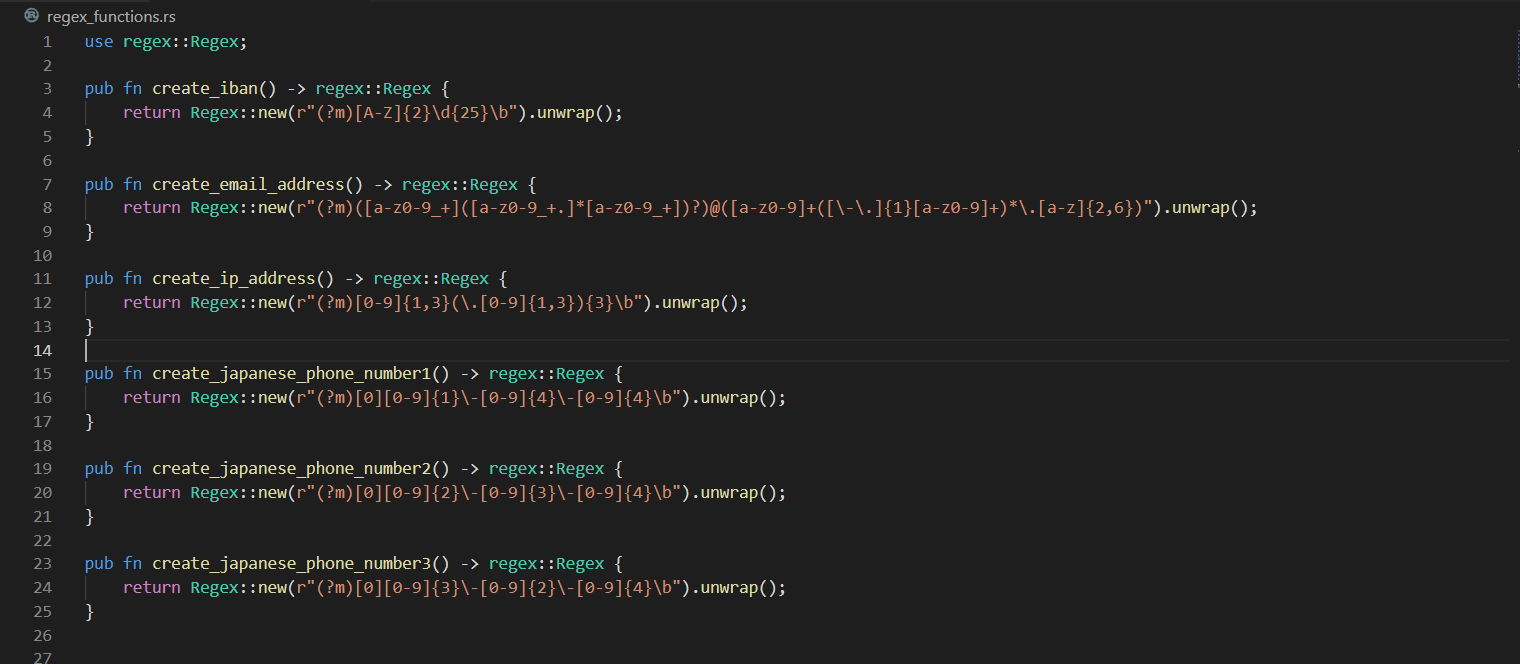 regex_functions.rs
1 use regex::Regex;
2
3 pub fn create_iban() -> regex::Regex {
4     return Regex::new(r"(?m)[A-Z]{2}\d{25}\b").unwrap();
5 }
6
7 pub fn create_email_address() -> regex::Regex {
8     return Regex::new(r"(?m)([a-z0-9_+]([a-z0-9_+.]*[a-z0-9_+])?)@([a-z0-9]+([\-\.]{1}[a-z0-9]+)*\.[a-z]{2,6})").unwrap();
9 }
10
11 pub fn create_ip_address() -> regex::Regex {
12     return Regex::new(r"(?m)[0-9]{1,3}(\.[0-9]{1,3}){3}\b").unwrap();
13 }
14
15 pub fn create_japanese_phone_number1() -> regex::Regex {
16     return Regex::new(r"(?m)[0][0-9]{1}\-[0-9]{4}\-[0-9]{4}\b").unwrap();
17 }
18
19 pub fn create_japanese_phone_number2() -> regex::Regex {
20     return Regex::new(r"(?m)[0][0-9]{2}\-[0-9]{3}\-[0-9]{4}\b").unwrap();
21 }
22
23 pub fn create_japanese_phone_number3() -> regex::Regex {
24     return Regex::new(r"(?m)[0][0-9]{3}\-[0-9]{2}\-[0-9]{4}\b").unwrap();
25 }
26
27